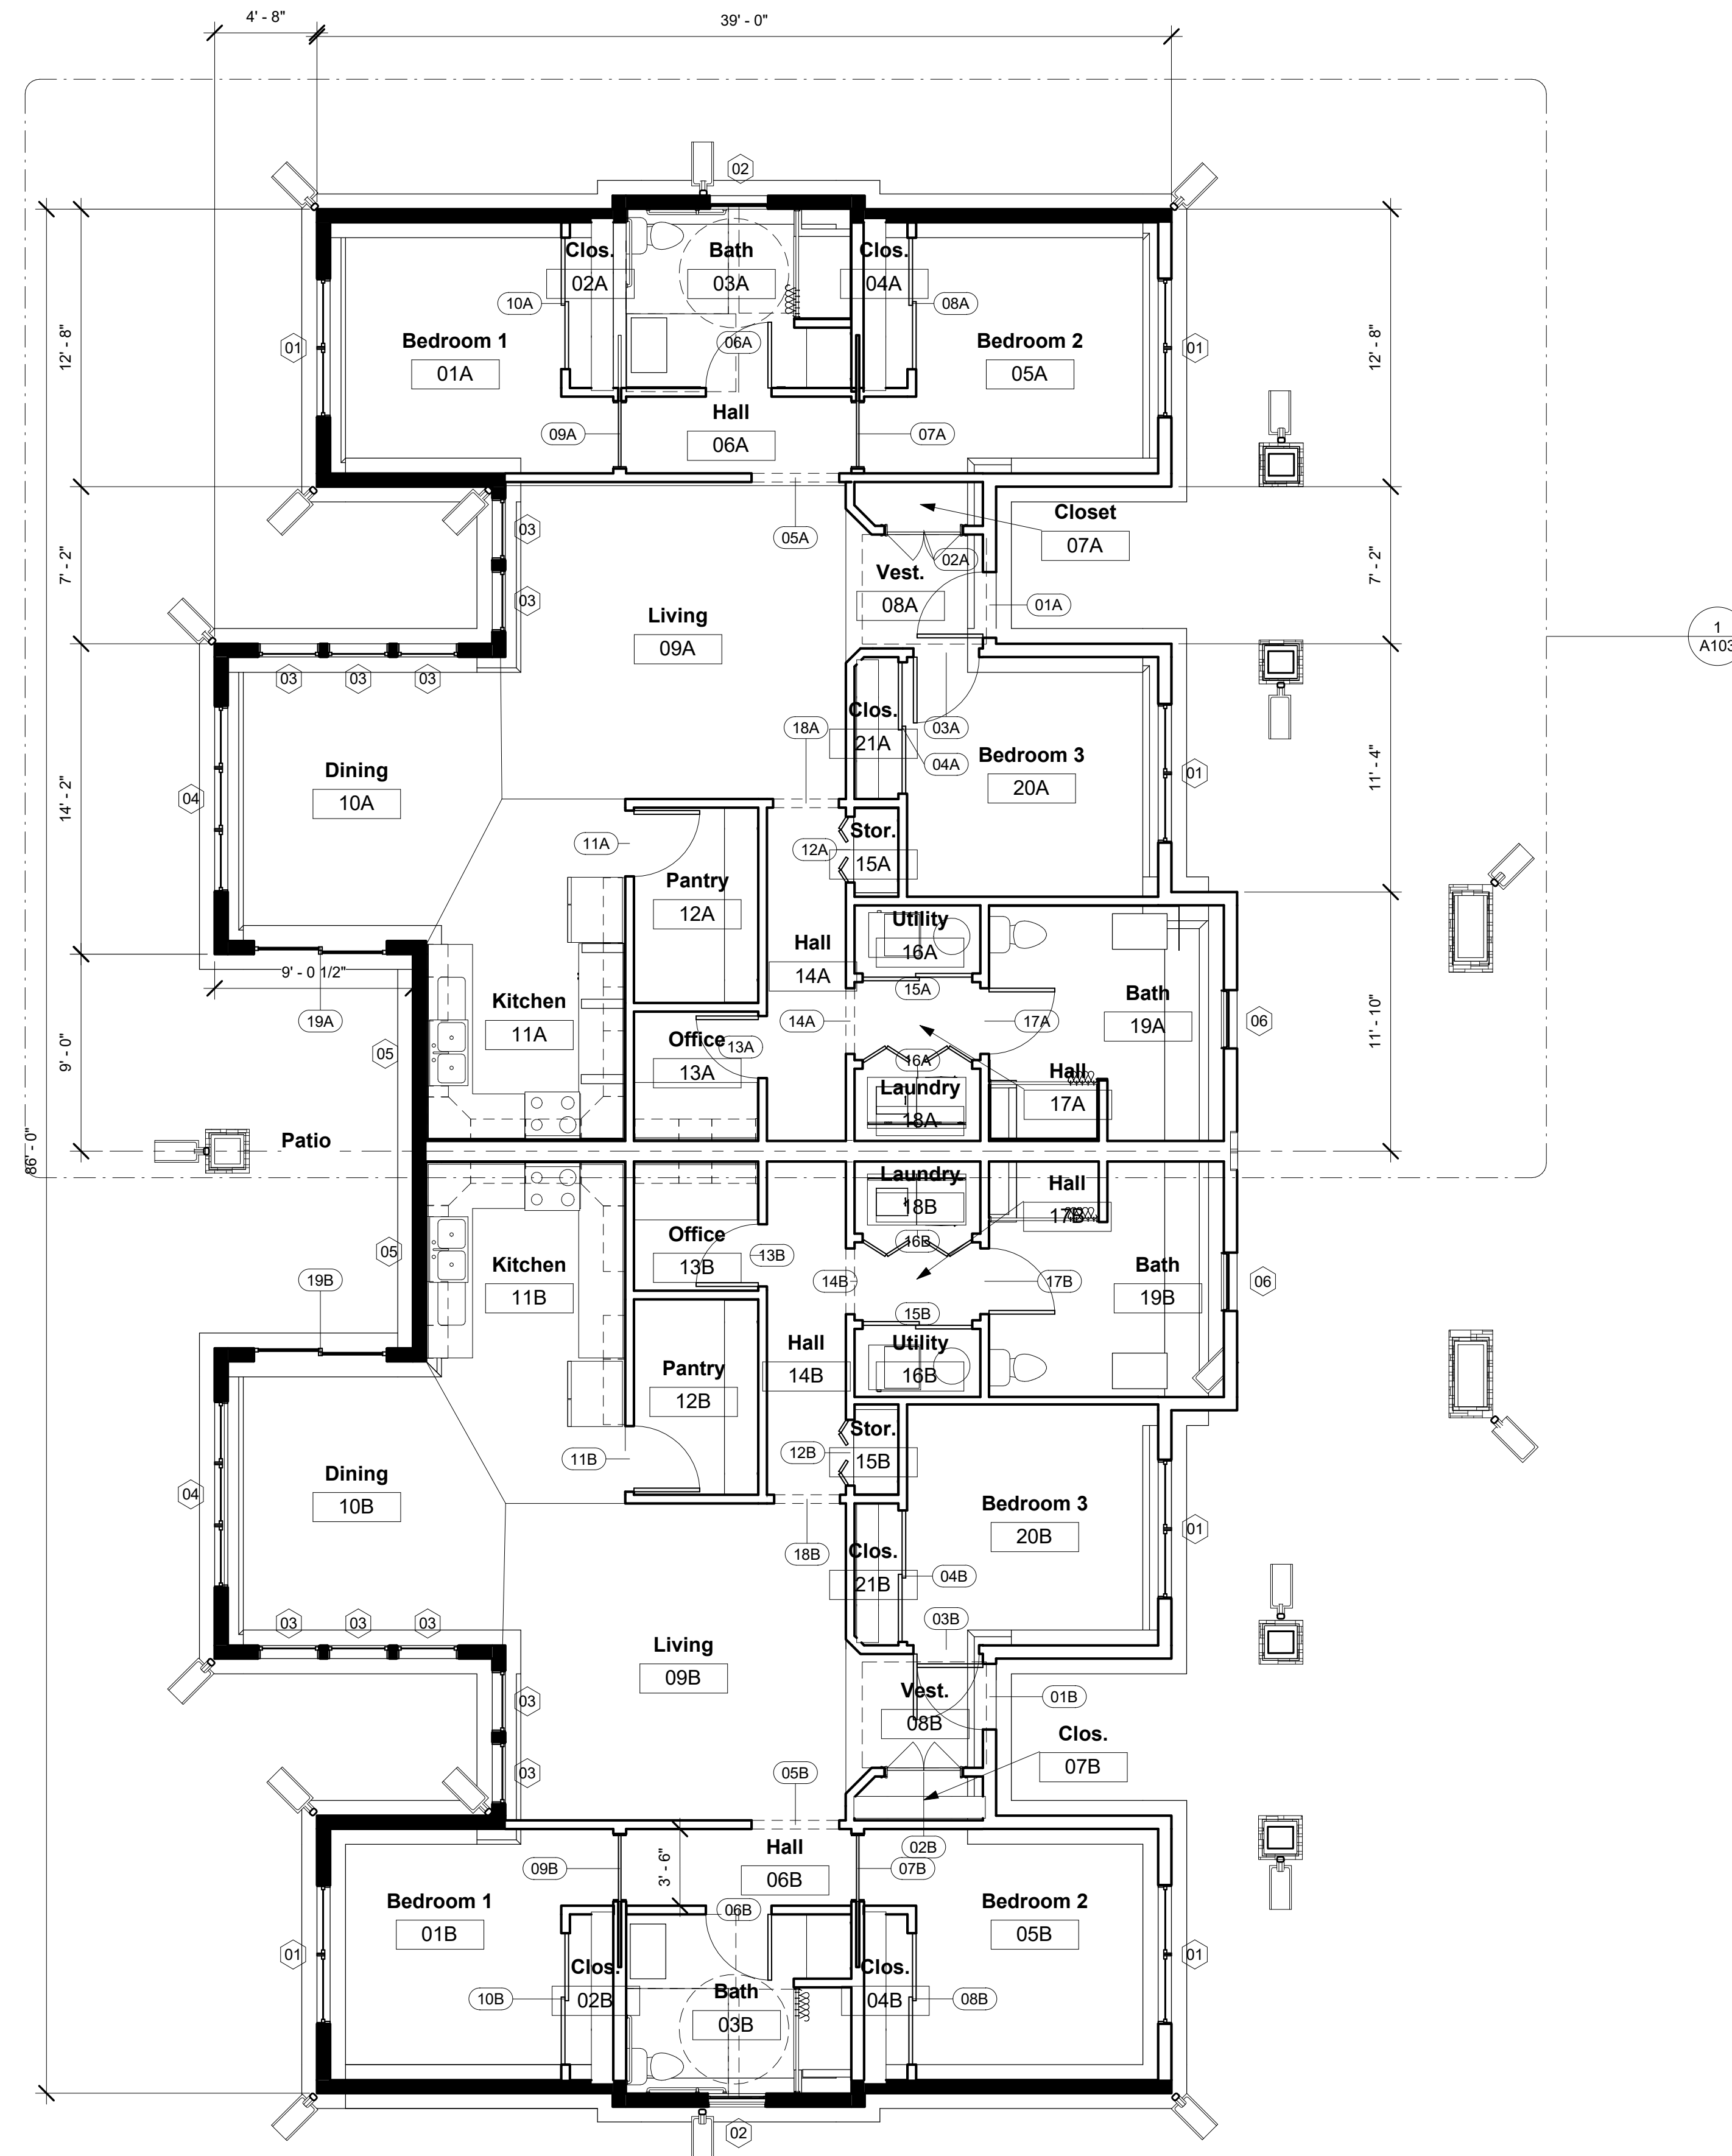 4' - 8"
39' - 0"
02
Clos.
02A
Bath
03A
Clos.
04A
10A
08A
06A
Bedroom 1
01A
Bedroom 2
05A
01
01
12' - 8"
12' - 8"
Hall
06A
09A
07A
Closet
07A
03
05A
02A
7' - 2"
7' - 2"
Vest.
08A
03
Living
09A
01A
1
A103
03
03
03
Clos.
21A
18A
03A
04A
Bedroom 3
20A
01
11' - 4"
Dining
10A
04
14' - 2"
11A
Stor.
15A
12A
Pantry
12A
Utility
16A
Hall
14A
9' - 0 1/2"
15A
Kitchen
11A
Bath
19A
19A
14A
17A
06
11' - 10"
05
Office
13A
13A
16A
9' - 0"
Hall
17A
Laundry
18A
86' - 0"
Patio
Laundry
18B
Hall
17B
Office
13B
13B
16B
05
Kitchen
11B
Bath
19B
19B
14B
17B
06
15B
Hall
14B
Utility
16B
Pantry
12B
Stor.
15B
12B
11B
Dining
10B
04
Bedroom 3
20B
01
18B
Clos.
21B
04B
03B
03
03
03
Living
09B
Vest.
08B
01B
03
Clos.
07B
03
05B
02B
Hall
06B
3' - 6"
09B
07B
Bedroom 1
01B
06B
Bedroom 2
05B
01
01
Clos.
02B
10B
Bath
03B
Clos.
04B
08B
02